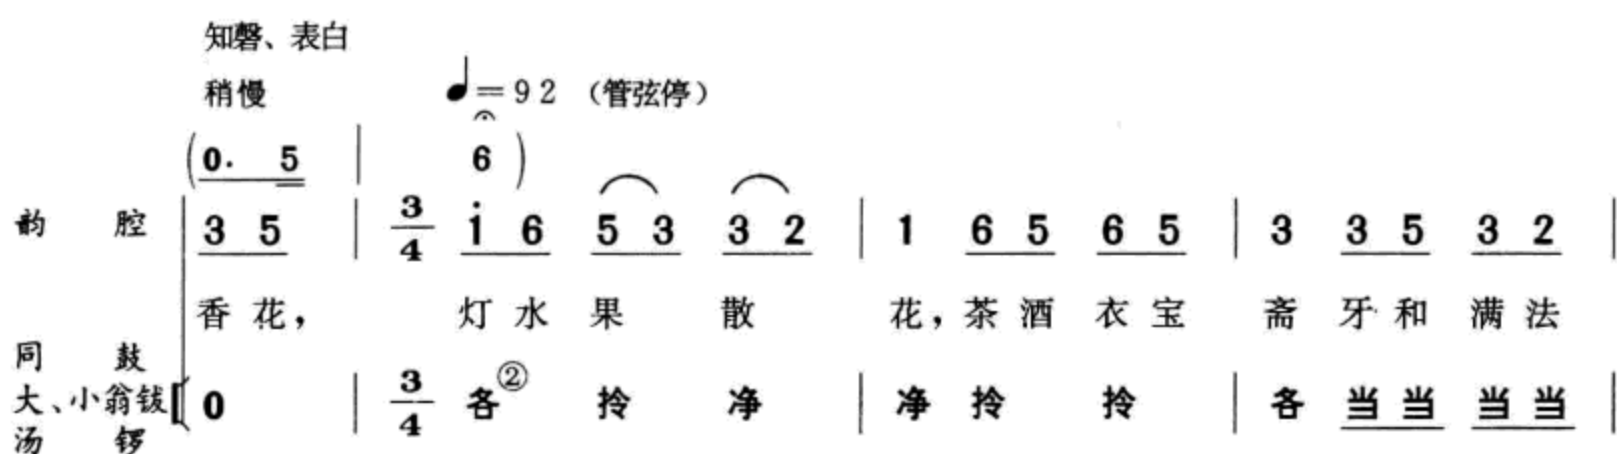 知磬、表白
稍慢 ♩=92 (管弦停)
(0. 5 | 6)
韵腔 3 5 | 3/4 i 6 5 3 3 2 | 1 6 5 6 5 | 3 3 5 3 2 |
香花, 灯水果散花,茶酒衣宝斋牙和满法
同鼓
大、小翁钹 0 | 3/4 各② 拎 净 | 净 拎 拎 | 各 当当 当当 |
汤锣